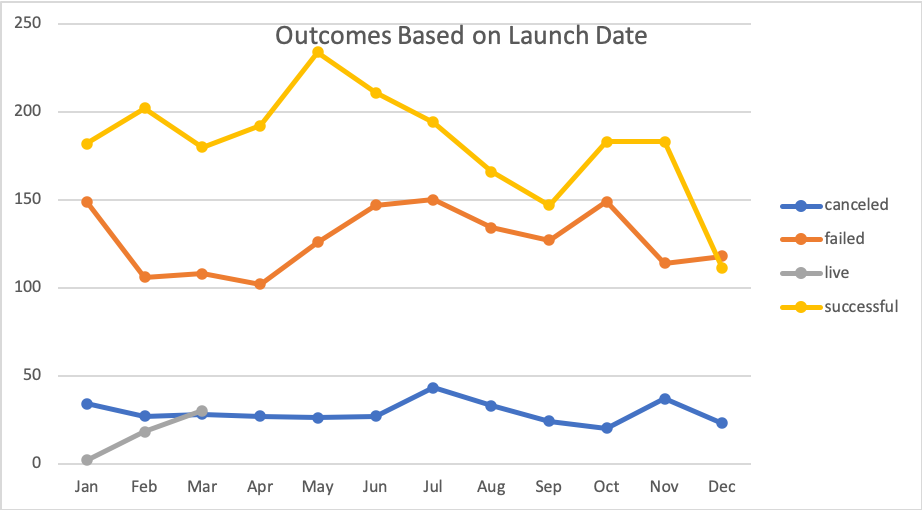 Outcomes Based on Launch Date
250
200
150
100
50
0
Jan Feb Mar Apr May Jun Jul Aug Sep Oct Nov Dec
canceled
failed
live
successful